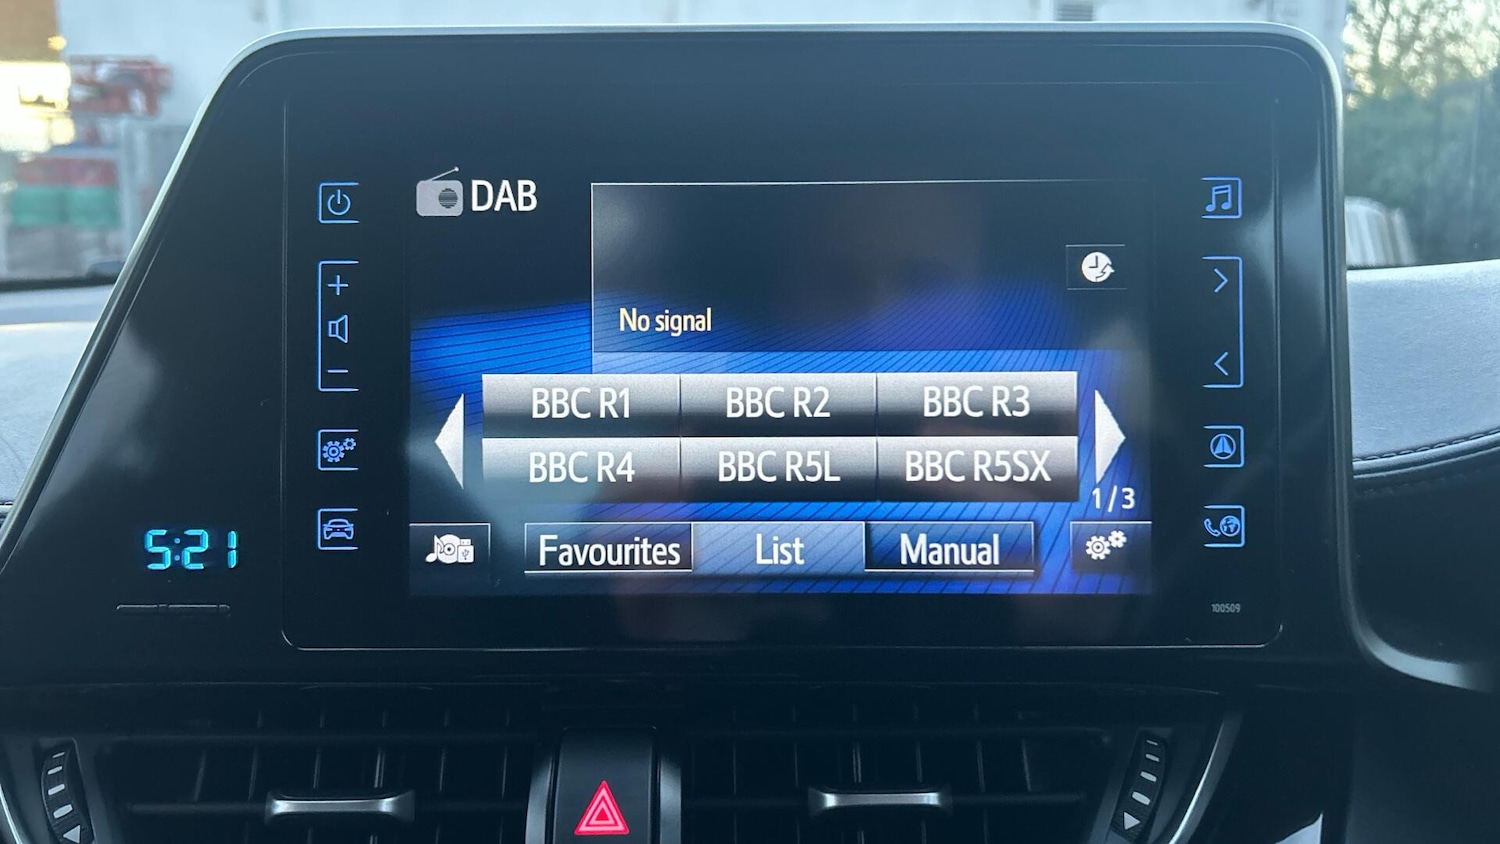 DAB
No signal
BBC R1 BBC R2 BBC R3
BBC R4 BBC R5L BBC R5SX
1/3
Favourites List Manual
5:21
100509